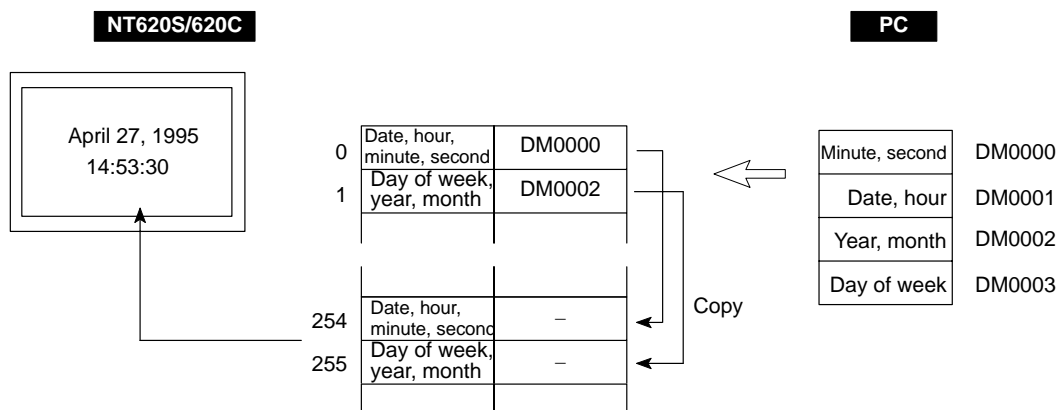 NT620S/620C
PC
April 27, 1995
14:53:30
0
Date, hour,
minute, second
DM0000
1
Day of week,
year, month
DM0002
254
Date, hour,
minute, second
–
255
Day of week,
year, month
–
Copy
Minute, second
DM0000
Date, hour
DM0001
Year, month
DM0002
Day of week
DM0003